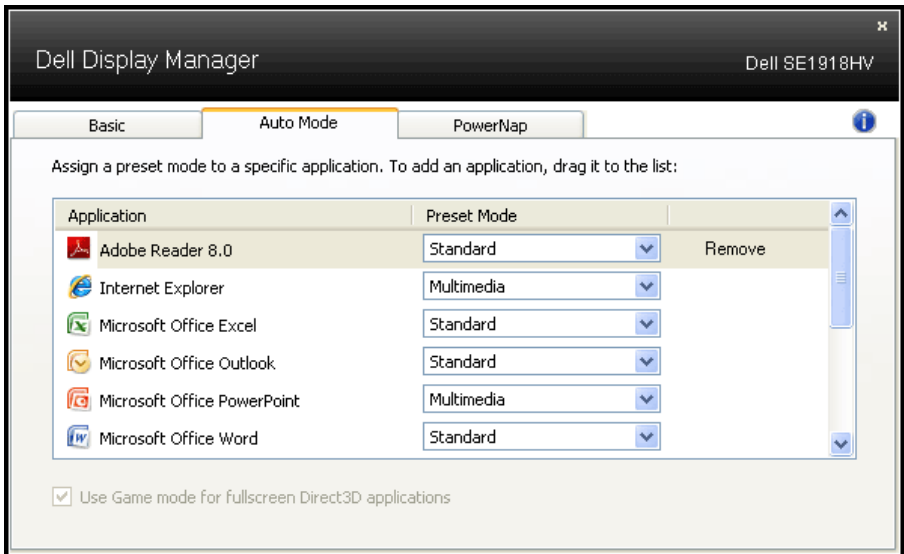 Dell Display Manager
Dell SE1918HV
Basic Auto Mode PowerNap
Assign a preset mode to a specific application. To add an application, drag it to the list:
Application Preset Mode
Adobe Reader 8.0 Standard Remove
Internet Explorer Multimedia
Microsoft Office Excel Standard
Microsoft Office Outlook Standard
Microsoft Office PowerPoint Multimedia
Microsoft Office Word Standard
Use Game mode for fullscreen Direct3D applications